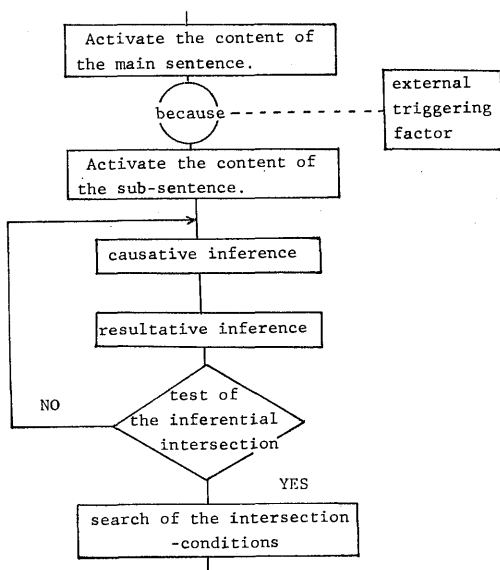 Activate the content of
the main sentence.
because
external
triggering
factor
Activate the content of
the sub-sentence.
causative inference
resultative inference
test of
the inferential
intersection
NO
YES
search of the intersection
-conditions